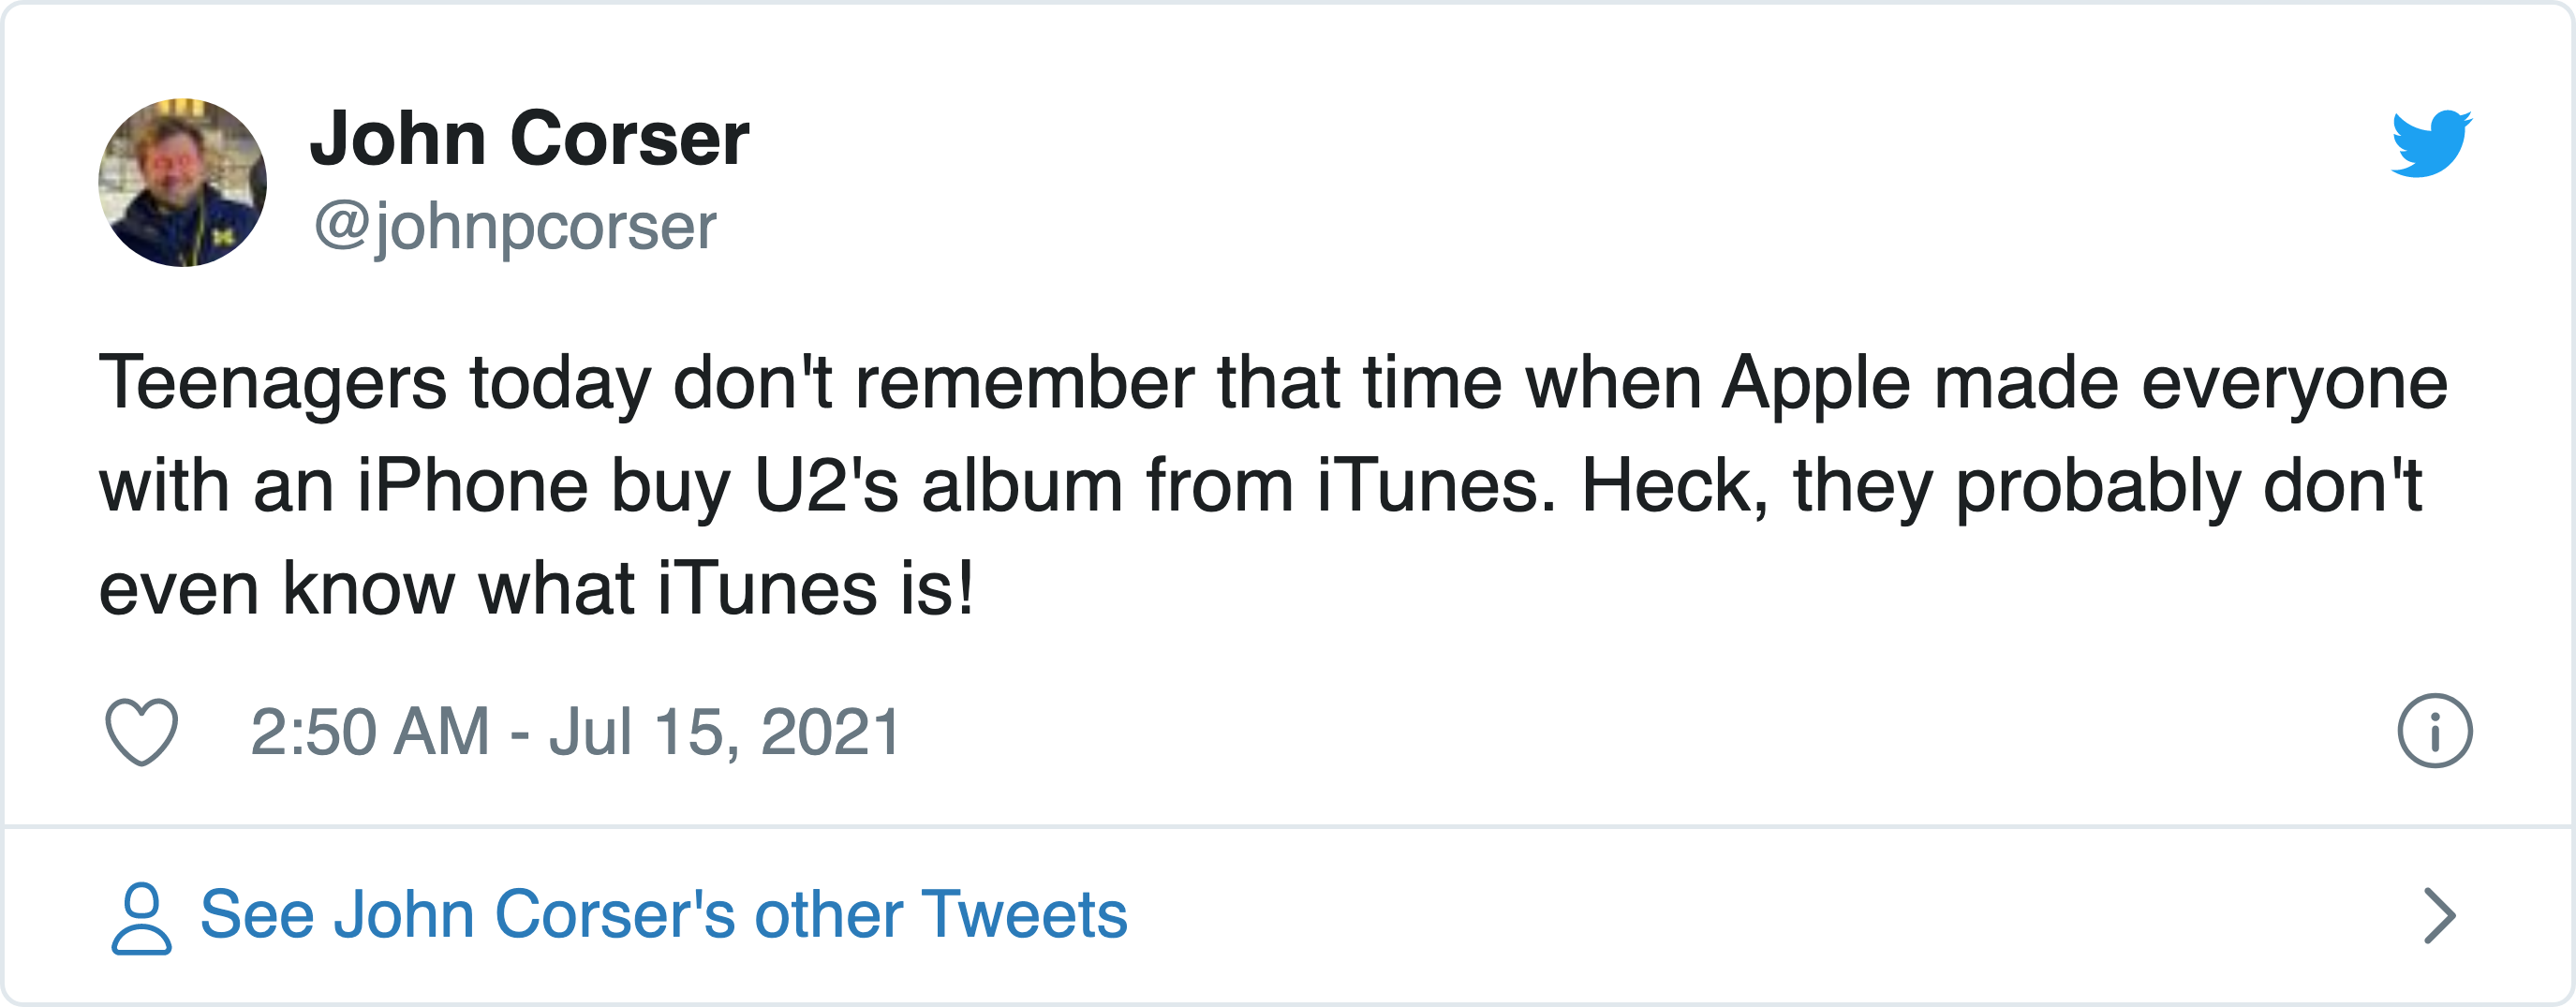 John Corser
@johnpcorser
Teenagers today don't remember that time when Apple made everyone
with an iPhone buy U2's album from iTunes. Heck, they probably don't
even know what iTunes is!
2:50 AM - Jul 15, 2021
See John Corser's other Tweets